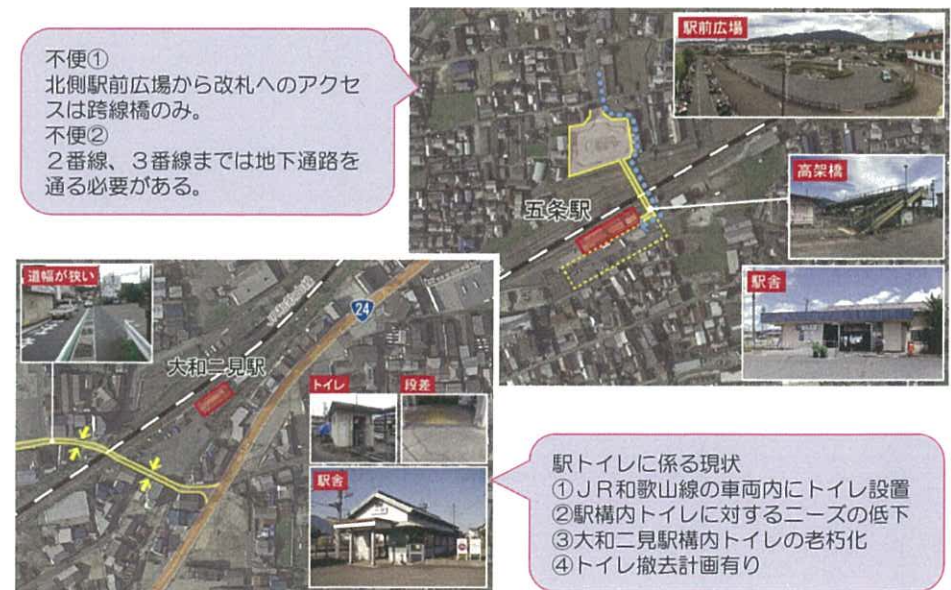 不便①
北側駅前広場から改札へのアクセ
スは跨線橋のみ。
不便②
２番線、３番線までは地下通路を
通る必要がある。
駅前広場
高架橋
五条駅
駅舎
道幅が狭い
24
大和二見駅
トイレ
段差
駅舎
駅トイレに係る現状
①ＪＲ和歌山線の車両内にトイレ設置
②駅構内トイレに対するニーズの低下
③大和二見駅構内トイレの老朽化
④トイレ撤去計画有り